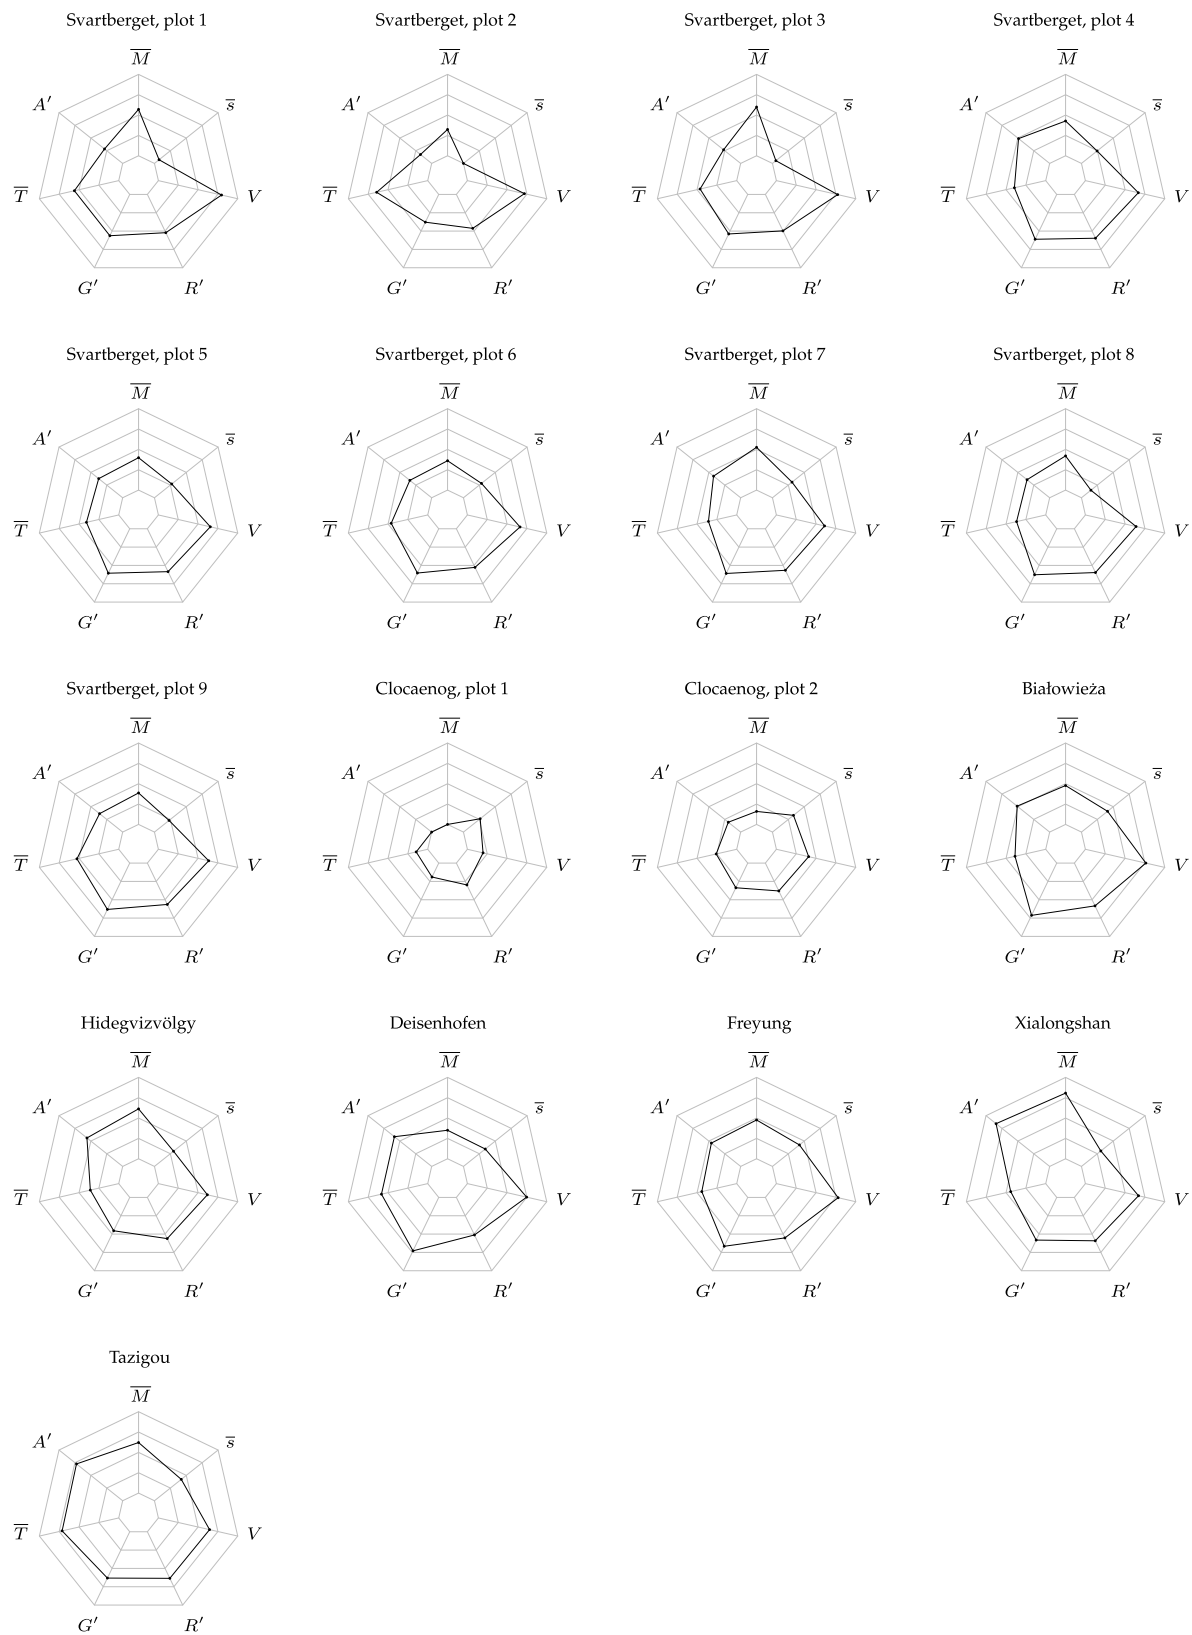 Svartberget, plot 1 Svartberget, plot 2 Svartberget, plot 3 Svartberget, plot 4
M̅ M̅ M̅ M̅
A′ s̅ A′ s̅ A′ s̅ A′ s̅
T̅ V T̅ V T̅ V T̅ V
G′ R′ G′ R′ G′ R′ G′ R′
Svartberget, plot 5 Svartberget, plot 6 Svartberget, plot 7 Svartberget, plot 8
M̅ M̅ M̅ M̅
A′ s̅ A′ s̅ A′ s̅ A′ s̅
T̅ V T̅ V T̅ V T̅ V
G′ R′ G′ R′ G′ R′ G′ R′
Svartberget, plot 9 Clocaenog, plot 1 Clocaenog, plot 2 Białowieża
M̅ M̅ M̅ M̅
A′ s̅ A′ s̅ A′ s̅ A′ s̅
T̅ V T̅ V T̅ V T̅ V
G′ R′ G′ R′ G′ R′ G′ R′
Hidegvizvölgy Deisenhofen Freyung Xialongshan
M̅ M̅ M̅ M̅
A′ s̅ A′ s̅ A′ s̅ A′ s̅
T̅ V T̅ V T̅ V T̅ V
G′ R′ G′ R′ G′ R′ G′ R′
Tazigou
M̅
A′ s̅
T̅ V
G′ R′